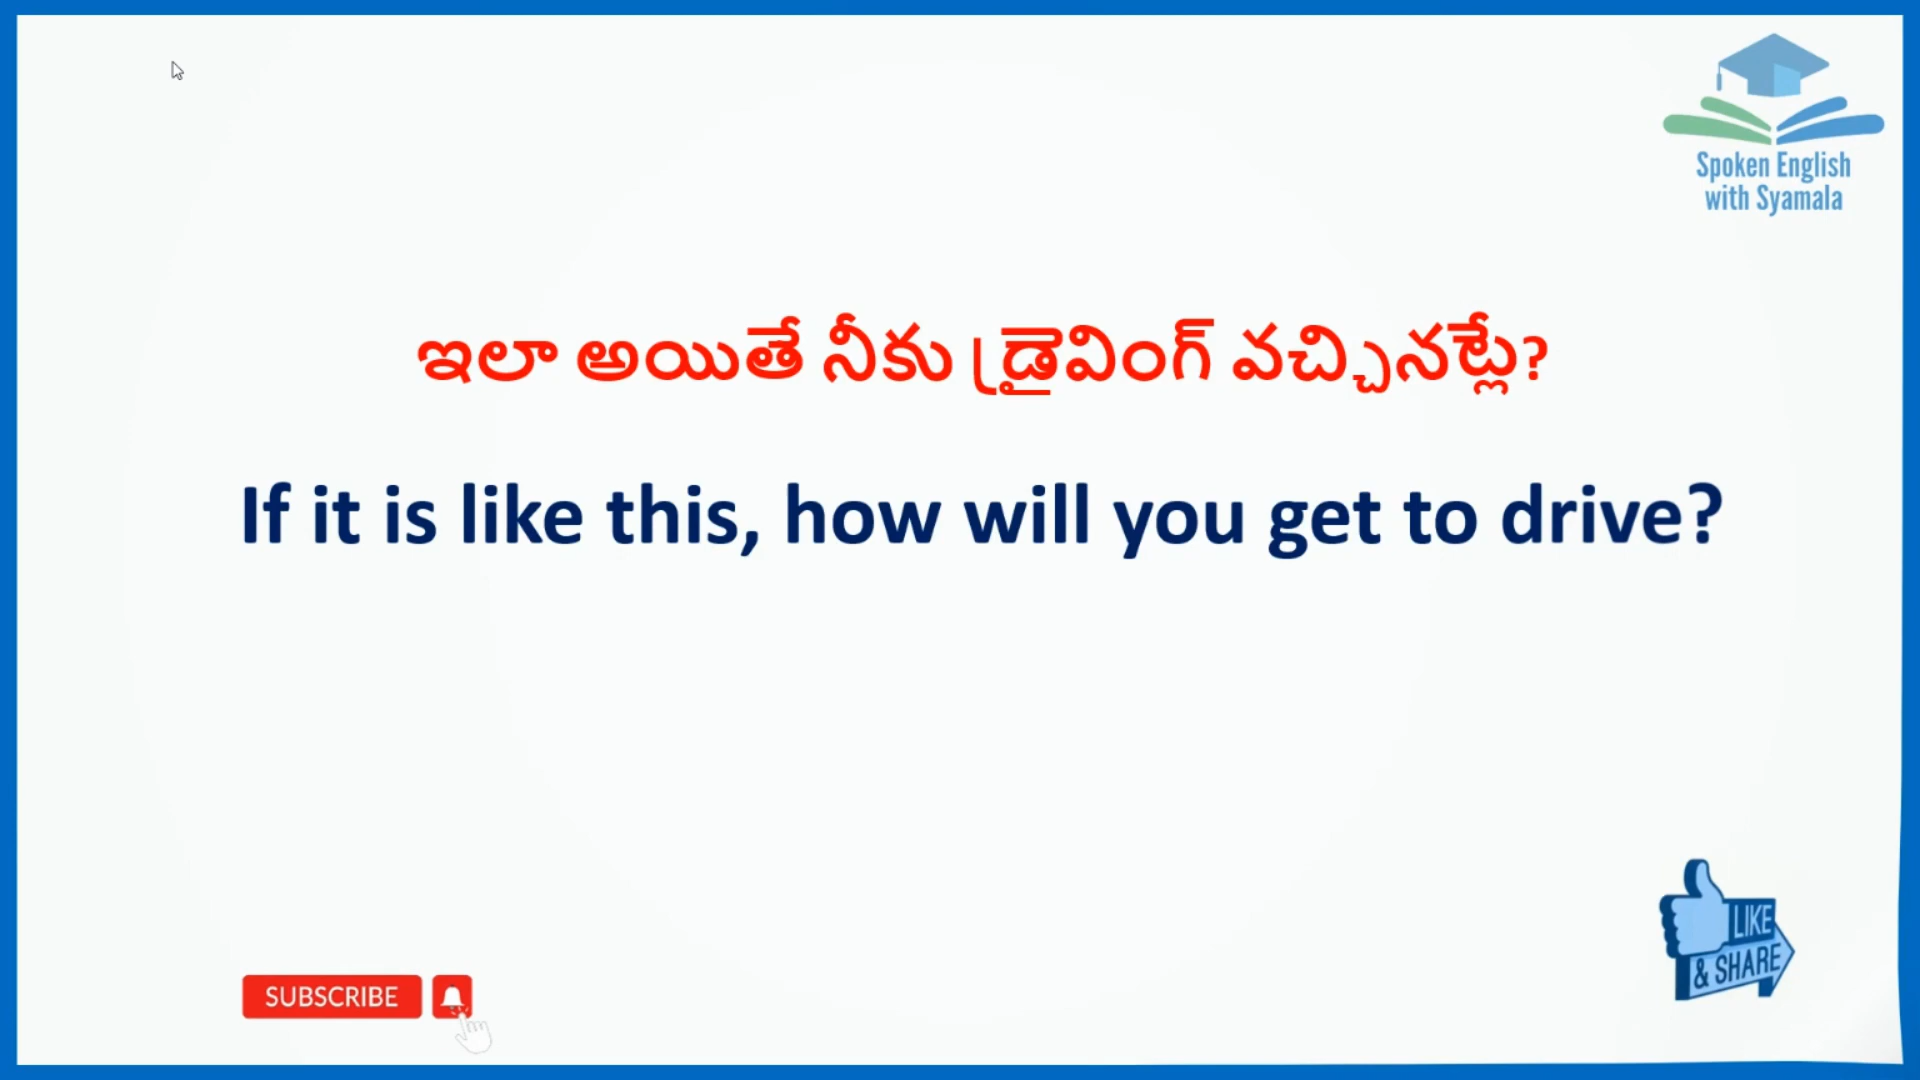 Spoken English
with Syamala
ఇలా అయితే నీకు డ్రైవింగ్ వచ్చినట్లే?
If it is like this, how will you get to drive?
LIKE
& SHARE
SUBSCRIBE